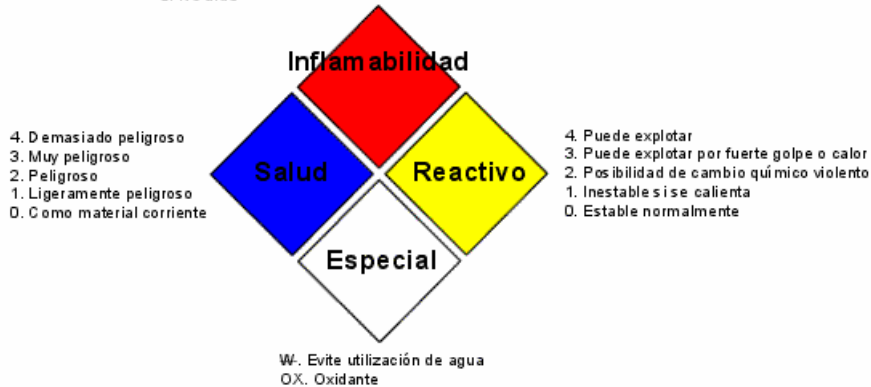 Inflamabilidad
4. Demasiado peligroso
3. Muy peligroso
2. Peligroso
1. Ligeramente peligroso
0. Como material corriente
Salud
Reactivo
4. Puede explotar
3. Puede explotar por fuerte golpe o calor
2. Posibilidad de cambio químico violento
1. Inestable si se calienta
0. Estable normalmente
Especial
W. Evite utilización de agua
OX. Oxidante